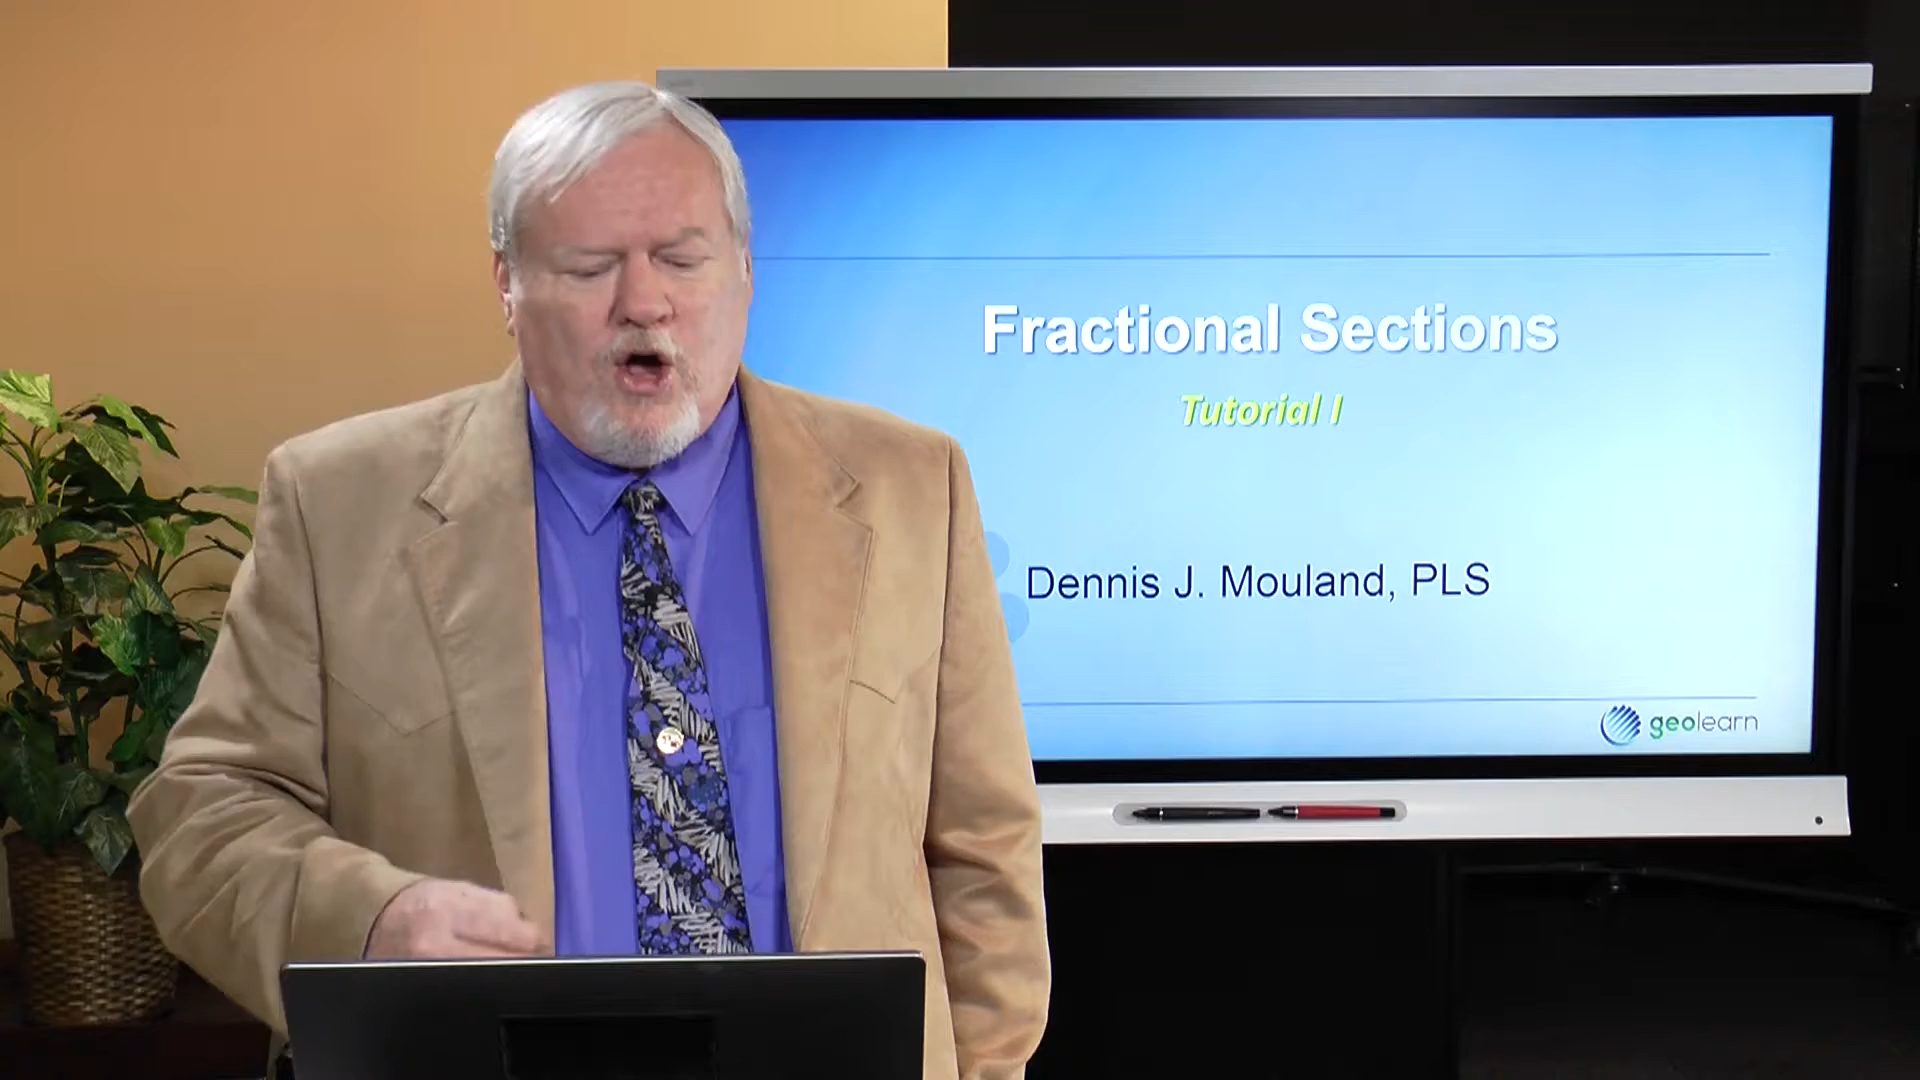 Fractional Sections
Tutorial I
Dennis J. Mouland, PLS
geolearn